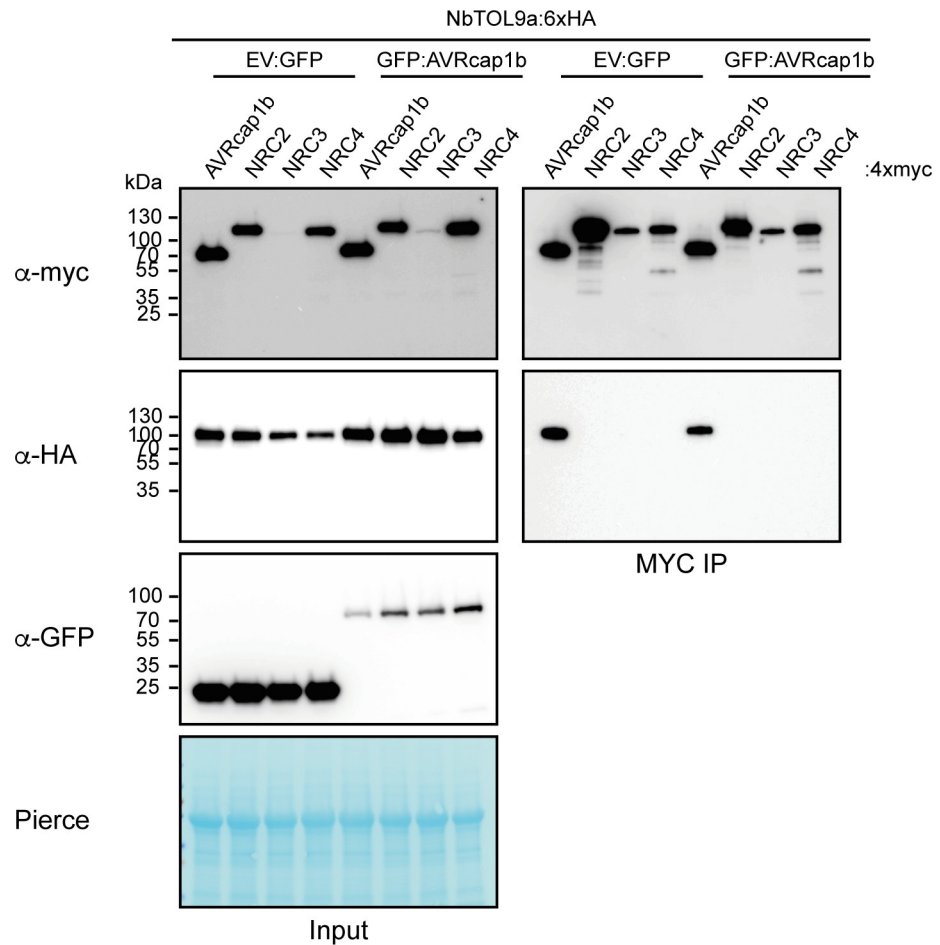 NbTOL9a:6xHA
EV:GFP GFP:AVRcap1b EV:GFP GFP:AVRcap1b
AVRcap1b NRC2 NRC3 NRC4 AVRcap1b NRC2 NRC3 NRC4 AVRcap1b NRC2 NRC3 NRC4 AVRcap1b NRC2 NRC3 NRC4 :4xmyc
kDa
130
100
70
α-myc 55
35
25
130
100
70
α-HA 55
35
MYC IP
100
70
α-GFP 55
35
25
Pierce
Input